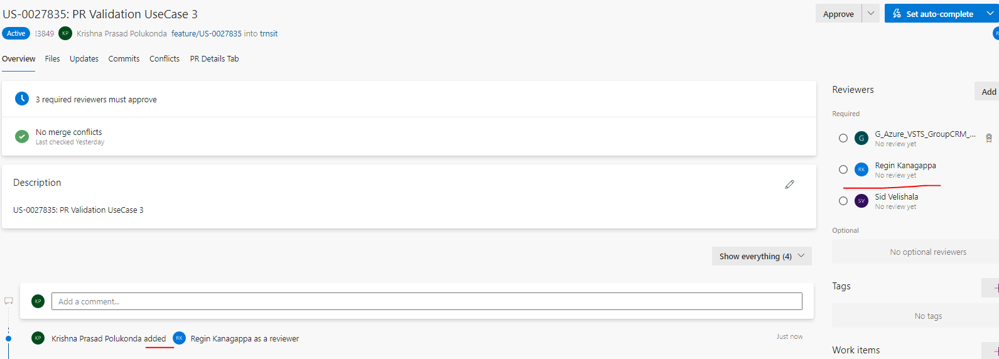 US-0027835: PR Validation UseCase 3
Approve
Set auto-complete
Active !3849 KP Krishna Prasad Polukonda feature/US-0027835 into trnsit
Overview Files Updates Commits Conflicts PR Details Tab
3 required reviewers must approve
No merge conflicts
Last checked Yesterday
Description
US-0027835: PR Validation UseCase 3
Show everything (4)
KP Add a comment...
KP Krishna Prasad Polukonda added RK Regin Kanagappa as a reviewer
Just now
Reviewers
Add
Required
G G_Azure_VSTS_GroupCRM_...
No review yet
RK Regin Kanagappa
No review yet
SV Sid Velishala
No review yet
Optional
No optional reviewers
Tags
No tags
Work items